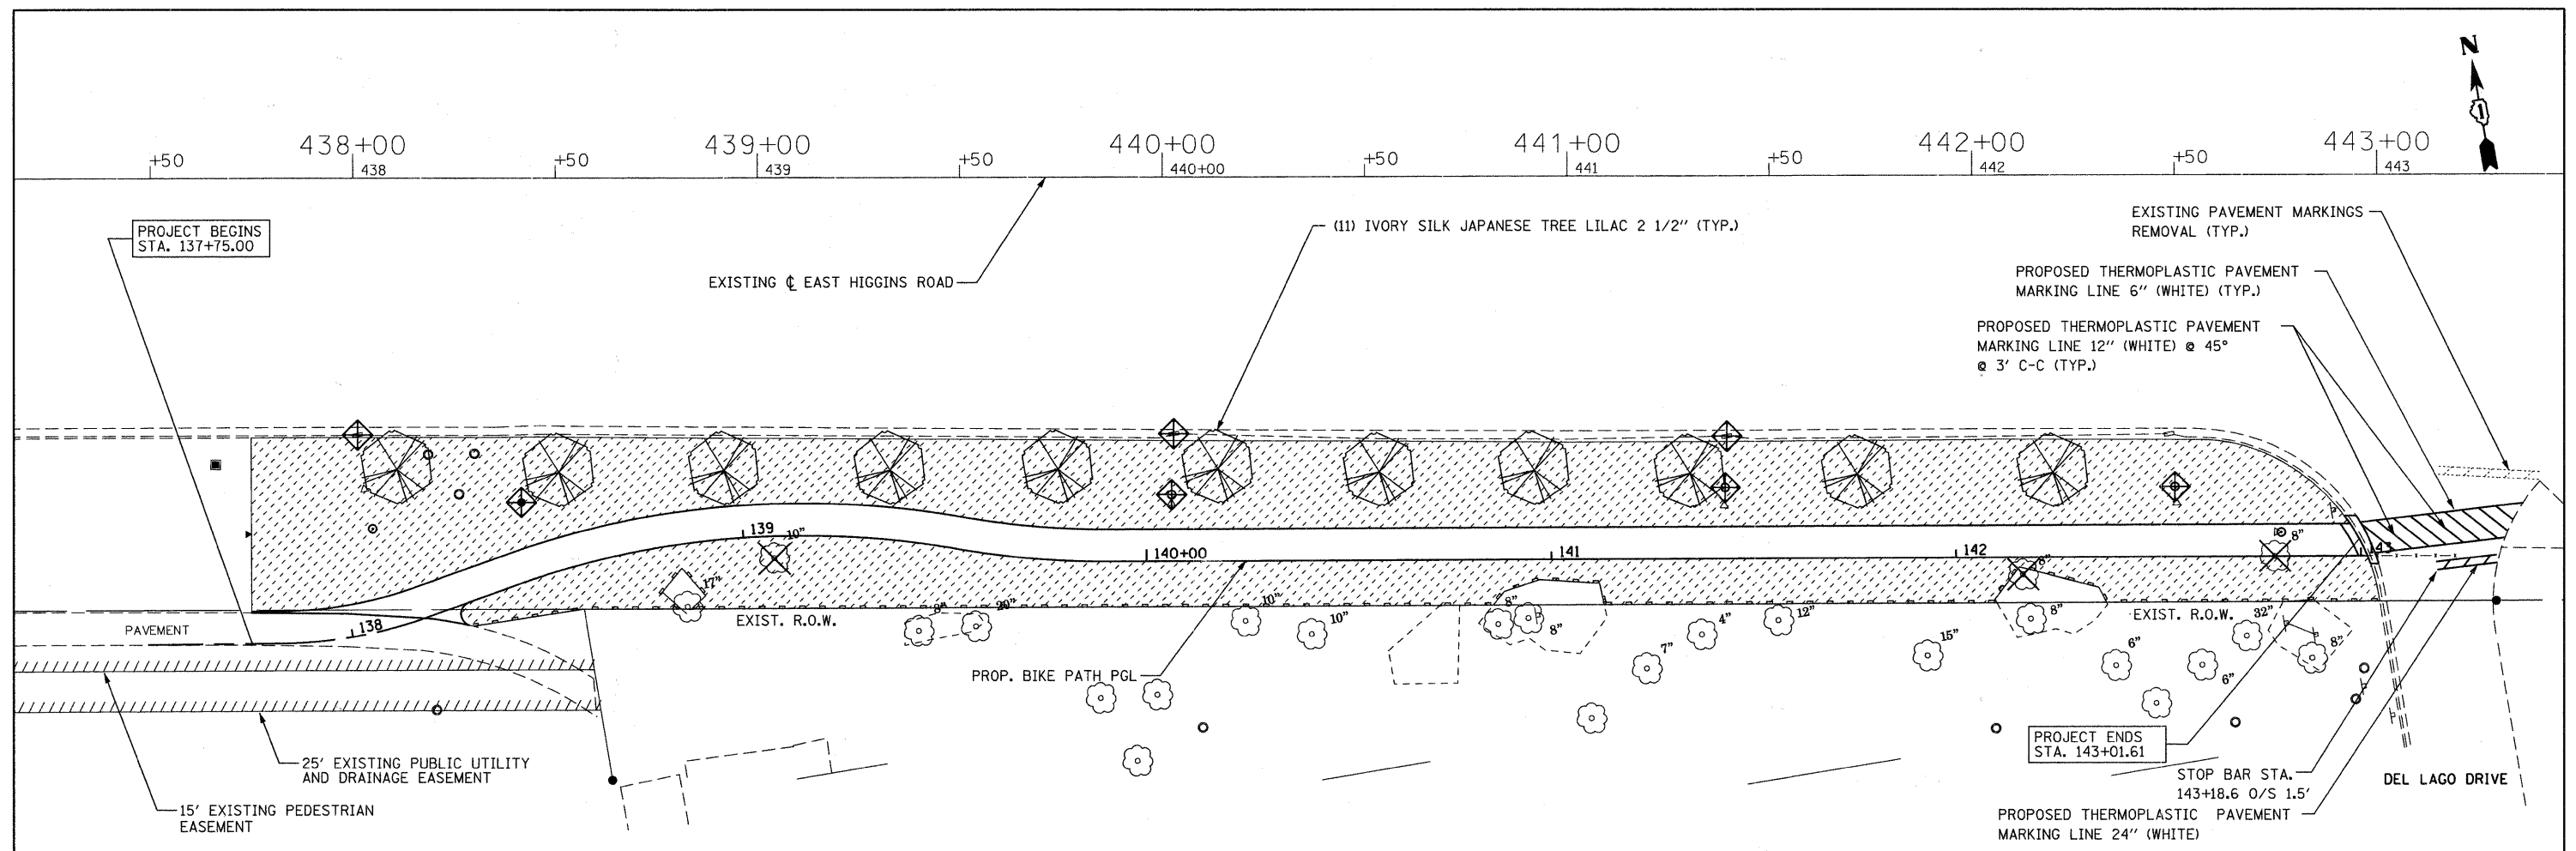 N
1
438+00
439+00
440+00
441+00
442+00
443+00
+50
+50
+50
+50
+50
+50
438
439
440+00
441
442
443
PROJECT BEGINS
STA. 137+75.00
EXISTING ℄ EAST HIGGINS ROAD
(11) IVORY SILK JAPANESE TREE LILAC 2 1/2" (TYP.)
EXISTING PAVEMENT MARKINGS
REMOVAL (TYP.)
PROPOSED THERMOPLASTIC PAVEMENT
MARKING LINE 6" (WHITE) (TYP.)
PROPOSED THERMOPLASTIC PAVEMENT
MARKING LINE 12" (WHITE) @ 45°
@ 3' C-C (TYP.)
139
10"
140+00
141
142
8"
143
8"
17"
8"
20"
10"
10"
8"
8"
4"
12"
8"
32"
7"
15"
6"
6"
8"
138
PAVEMENT
EXIST. R.O.W.
EXIST. R.O.W.
PROP. BIKE PATH PGL
25' EXISTING PUBLIC UTILITY
AND DRAINAGE EASEMENT
15' EXISTING PEDESTRIAN
EASEMENT
PROJECT ENDS
STA. 143+01.61
STOP BAR STA.
143+18.6 O/S 1.5'
DEL LAGO DRIVE
PROPOSED THERMOPLASTIC PAVEMENT
MARKING LINE 24" (WHITE)